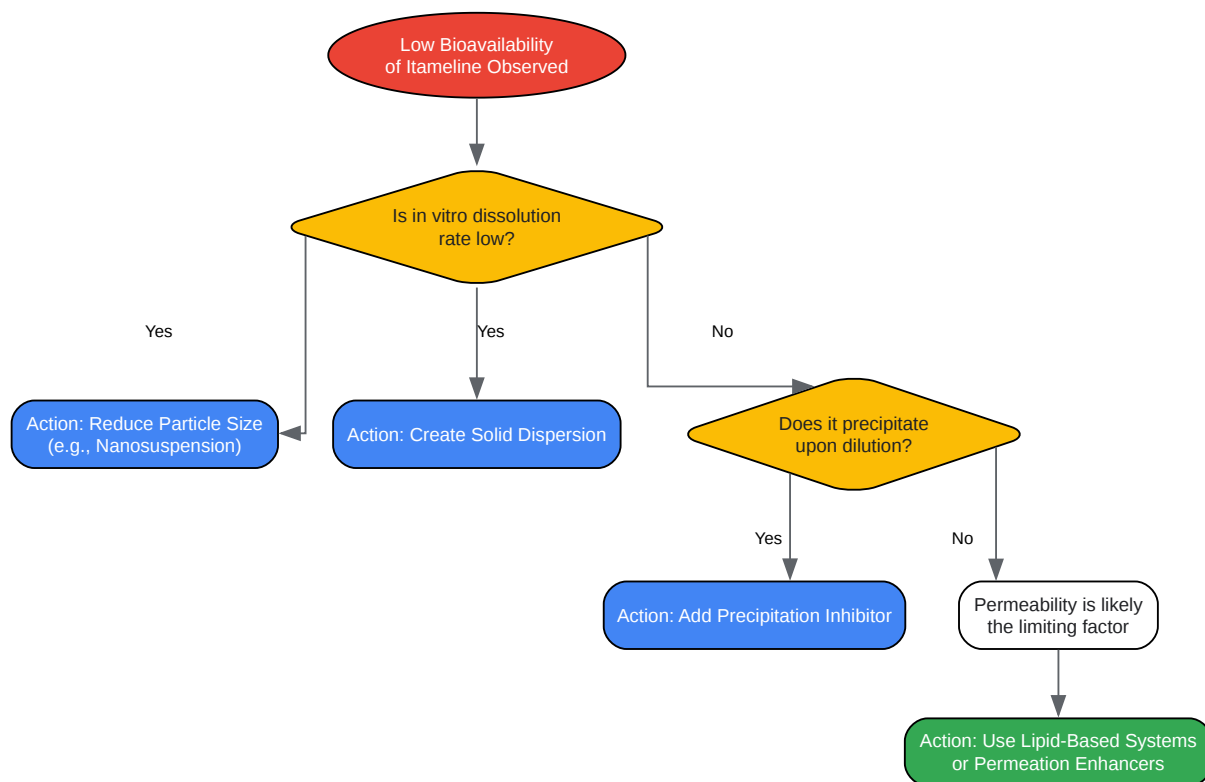 Low Bioavailability
of Itameline Observed
Is in vitro dissolution
rate low?
Yes
Yes
No
Action: Reduce Particle Size
(e.g., Nanosuspension)
Action: Create Solid Dispersion
Does it precipitate
upon dilution?
Yes
No
Action: Add Precipitation Inhibitor
Permeability is likely
the limiting factor
Action: Use Lipid-Based Systems
or Permeation Enhancers